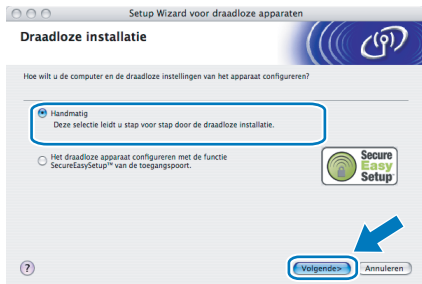 Setup Wizard voor draadloze apparaten
Draadloze installatie
Hoe wilt u de computer en de draadloze instellingen van het apparaat configureren?
Handmatig
Deze selectie leidt u stap voor stap door de draadloze installatie.
Het draadloze apparaat configureren met de functie
SecureEasySetup™ van de toegangspoort.
Secure
Easy
Setup
?
Volgende>
Annuleren